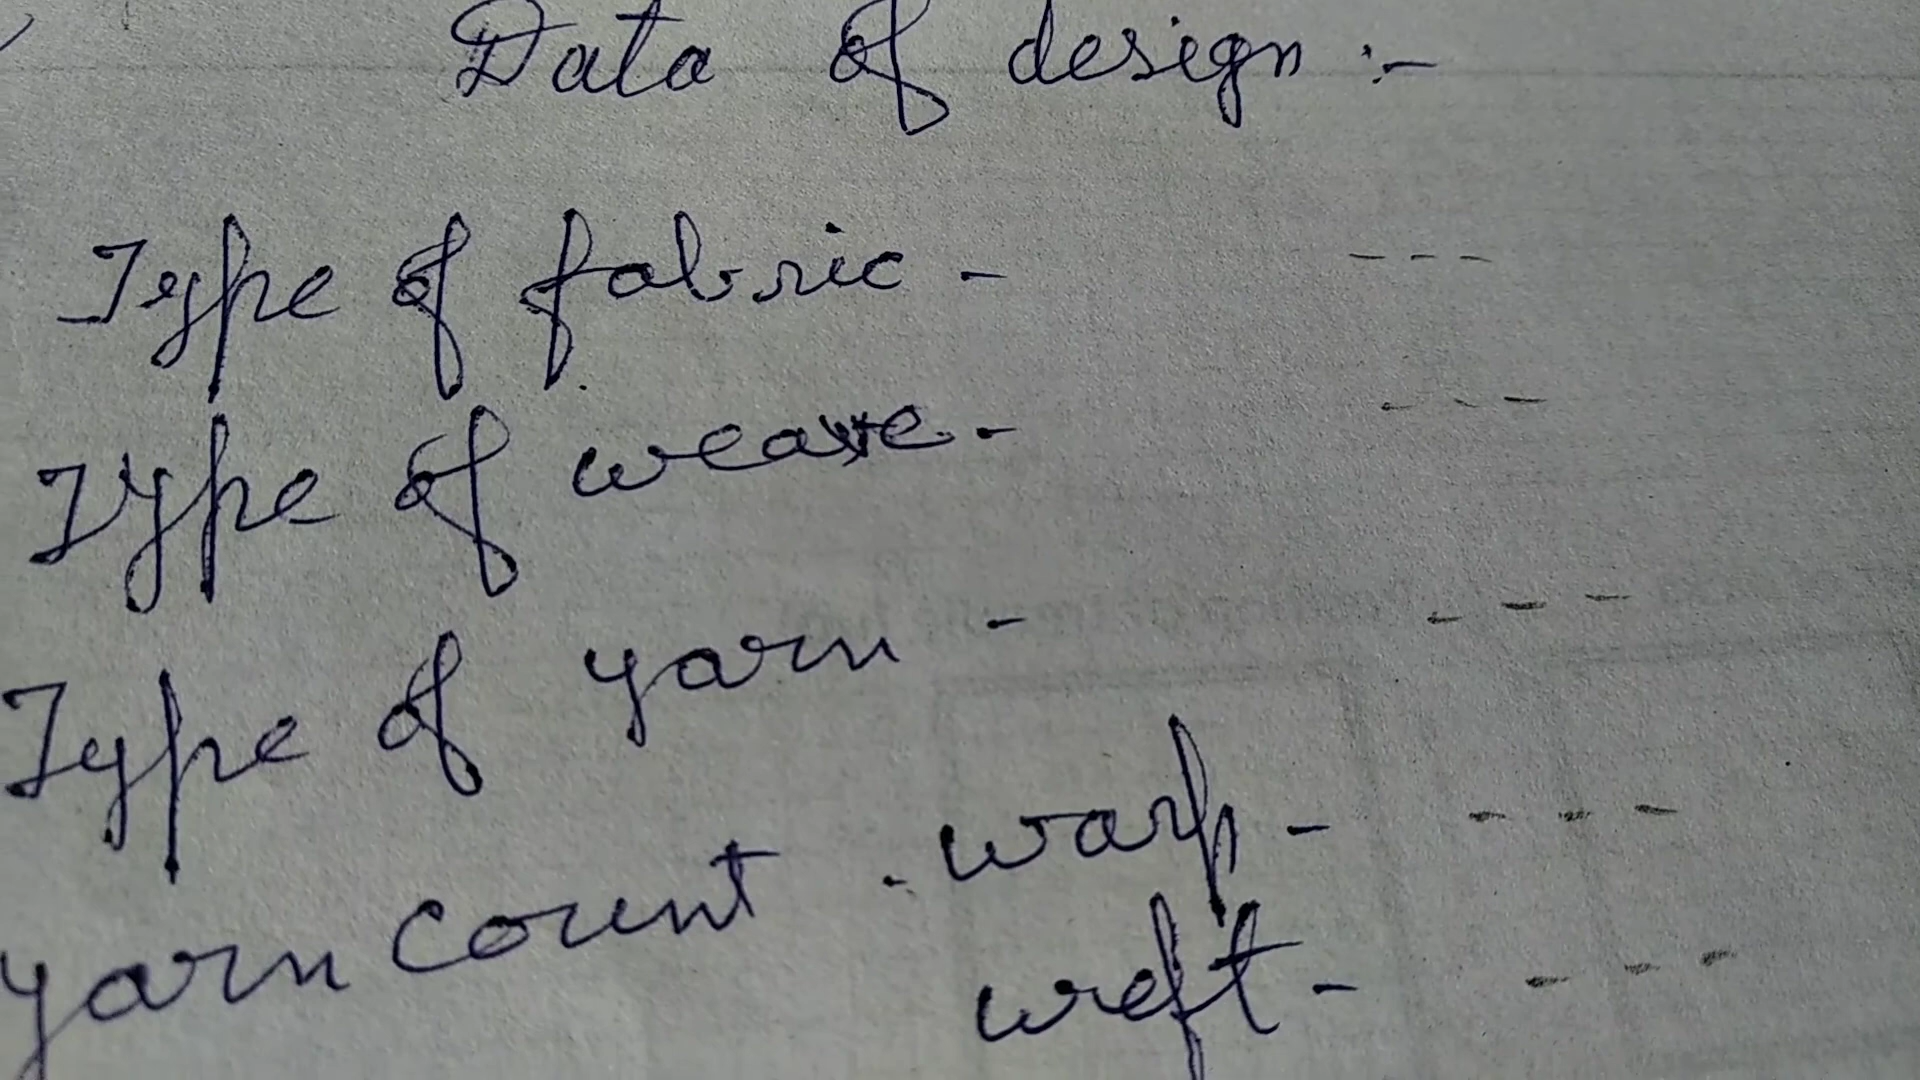 Data of design :-
Type of fabric - ---
Type of weave - ---
Type of yarn - ---
yarn count - warp - ---
weft - ---